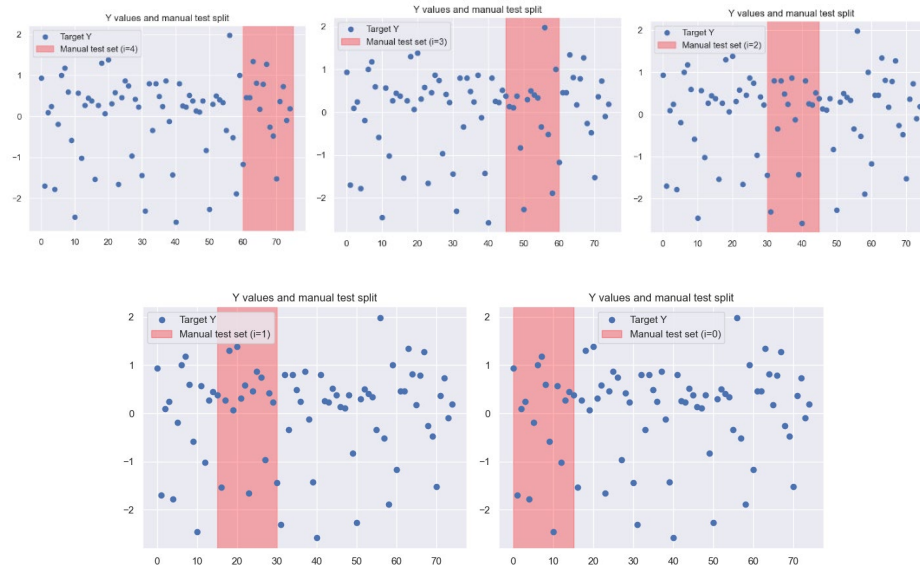 Y values and manual test split
Target Y
Manual test set (i=4)
2
1
0
−1
−2
0 10 20 30 40 50 60 70
Y values and manual test split
Target Y
Manual test set (i=3)
2
1
0
−1
−2
0 10 20 30 40 50 60 70
Y values and manual test split
Target Y
Manual test set (i=2)
2
1
0
−1
−2
0 10 20 30 40 50 60 70
Y values and manual test split
Target Y
Manual test set (i=1)
2
1
0
−1
−2
0 10 20 30 40 50 60 70
Y values and manual test split
Target Y
Manual test set (i=0)
2
1
0
−1
−2
0 10 20 30 40 50 60 70